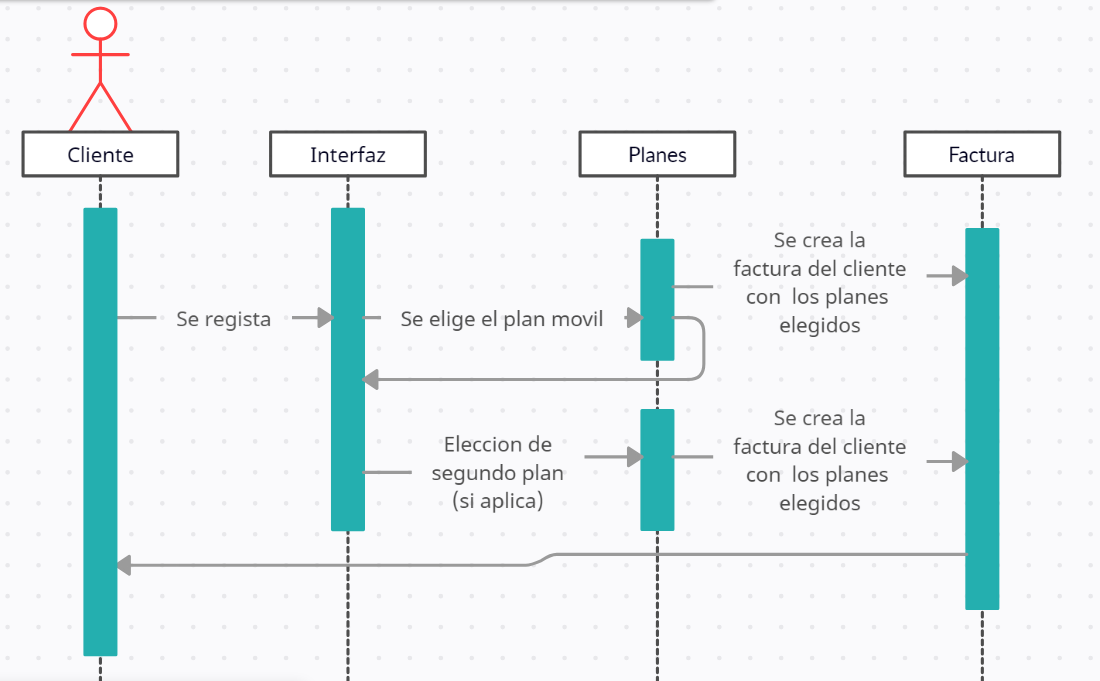 Cliente
Interfaz
Planes
Factura
Se crea la
factura del cliente
con los planes
elegidos
Se regista
Se elige el plan movil
Eleccion de
segundo plan
(si aplica)
Se crea la
factura del cliente
con los planes
elegidos